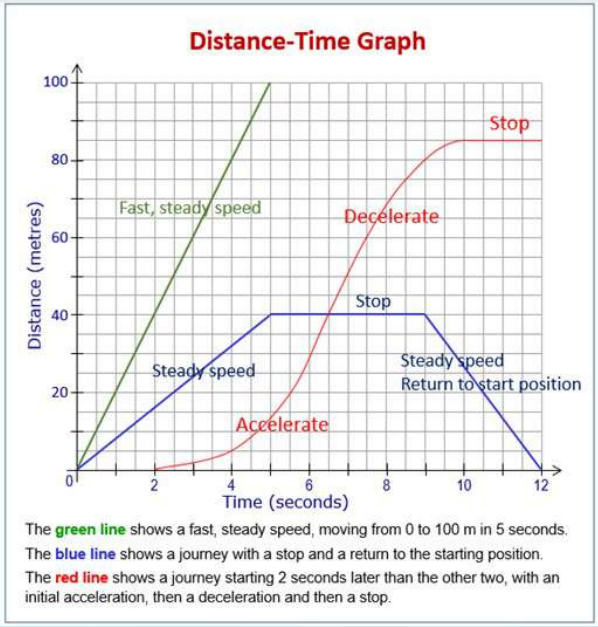 Distance-Time Graph
100
80
60
40
20
0
Distance (metres)
Fast, steady speed
Stop
Decelerate
Stop
Steady speed
Steady speed
Return to start position
Accelerate
2 4 6 8 10 12
Time (seconds)
The green line shows a fast, steady speed, moving from 0 to 100 m in 5 seconds.
The blue line shows a journey with a stop and a return to the starting position.
The red line shows a journey starting 2 seconds later than the other two, with an
initial acceleration, then a deceleration and then a stop.